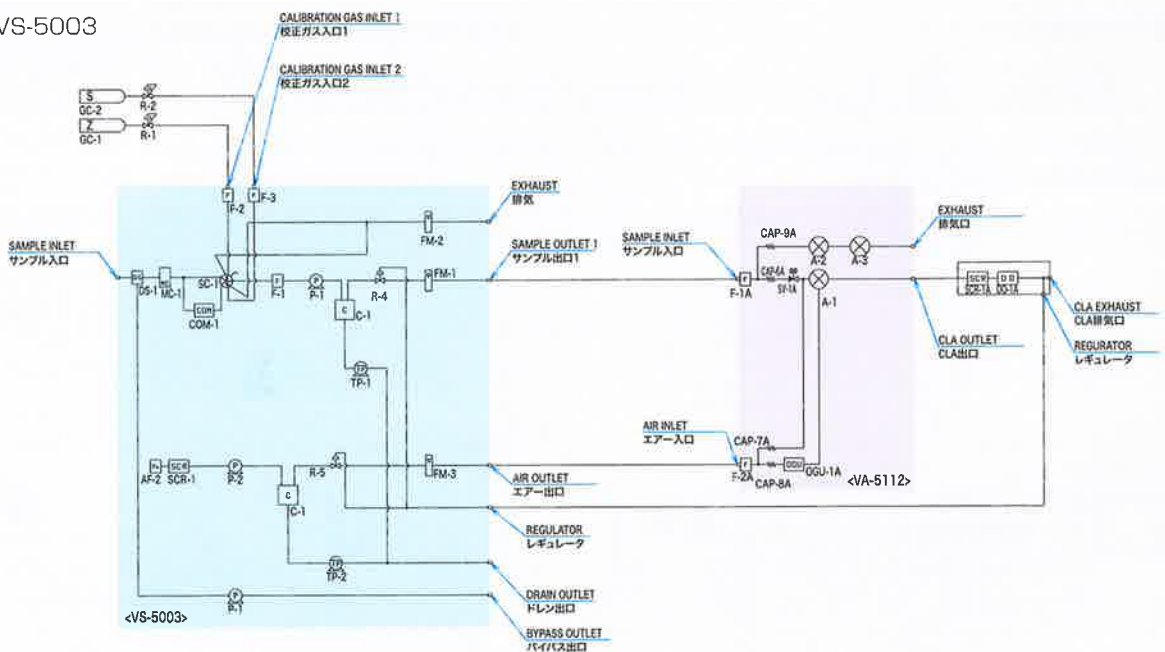 VS-5003
CALIBRATION GAS INLET 1
校正ガス入口1
CALIBRATION GAS INLET 2
校正ガス入口2
S
GC-2
R-2
Z
GC-1
R-1
F
F-2
F
F-3
EXHAUST
排気
FM-2
SAMPLE INLET
サンプル入口
DS-1
MC-1
COM
COM-1
SC-1
F
F-1
P
P-1
C
C-1
R-4
FM-1
SAMPLE OUTLET 1
サンプル出口1
TP
TP-1
AF-2
SCR
SCR-1
P
P-2
C
C-1
R-5
FM-3
AIR OUTLET
エアー出口
REGULATOR
レギュレータ
TP
TP-2
DRAIN OUTLET
ドレン出口
P
P-1
BYPASS OUTLET
バイパス出口
<VS-5003>
SAMPLE INLET
サンプル入口
F
F-1A
CAP-9A
A-2
A-3
EXHAUST
排気口
CAP-6A
SV-1A
A-1
SCR
SCR-1A
D O
DO-1A
CLA EXHAUST
CLA排気口
CLA OUTLET
CLA出口
REGURATOR
レギュレータ
AIR INLET
エアー入口
F
F-2A
CAP-7A
CAP-8A
OGU
OGU-1A
<VA-5112>